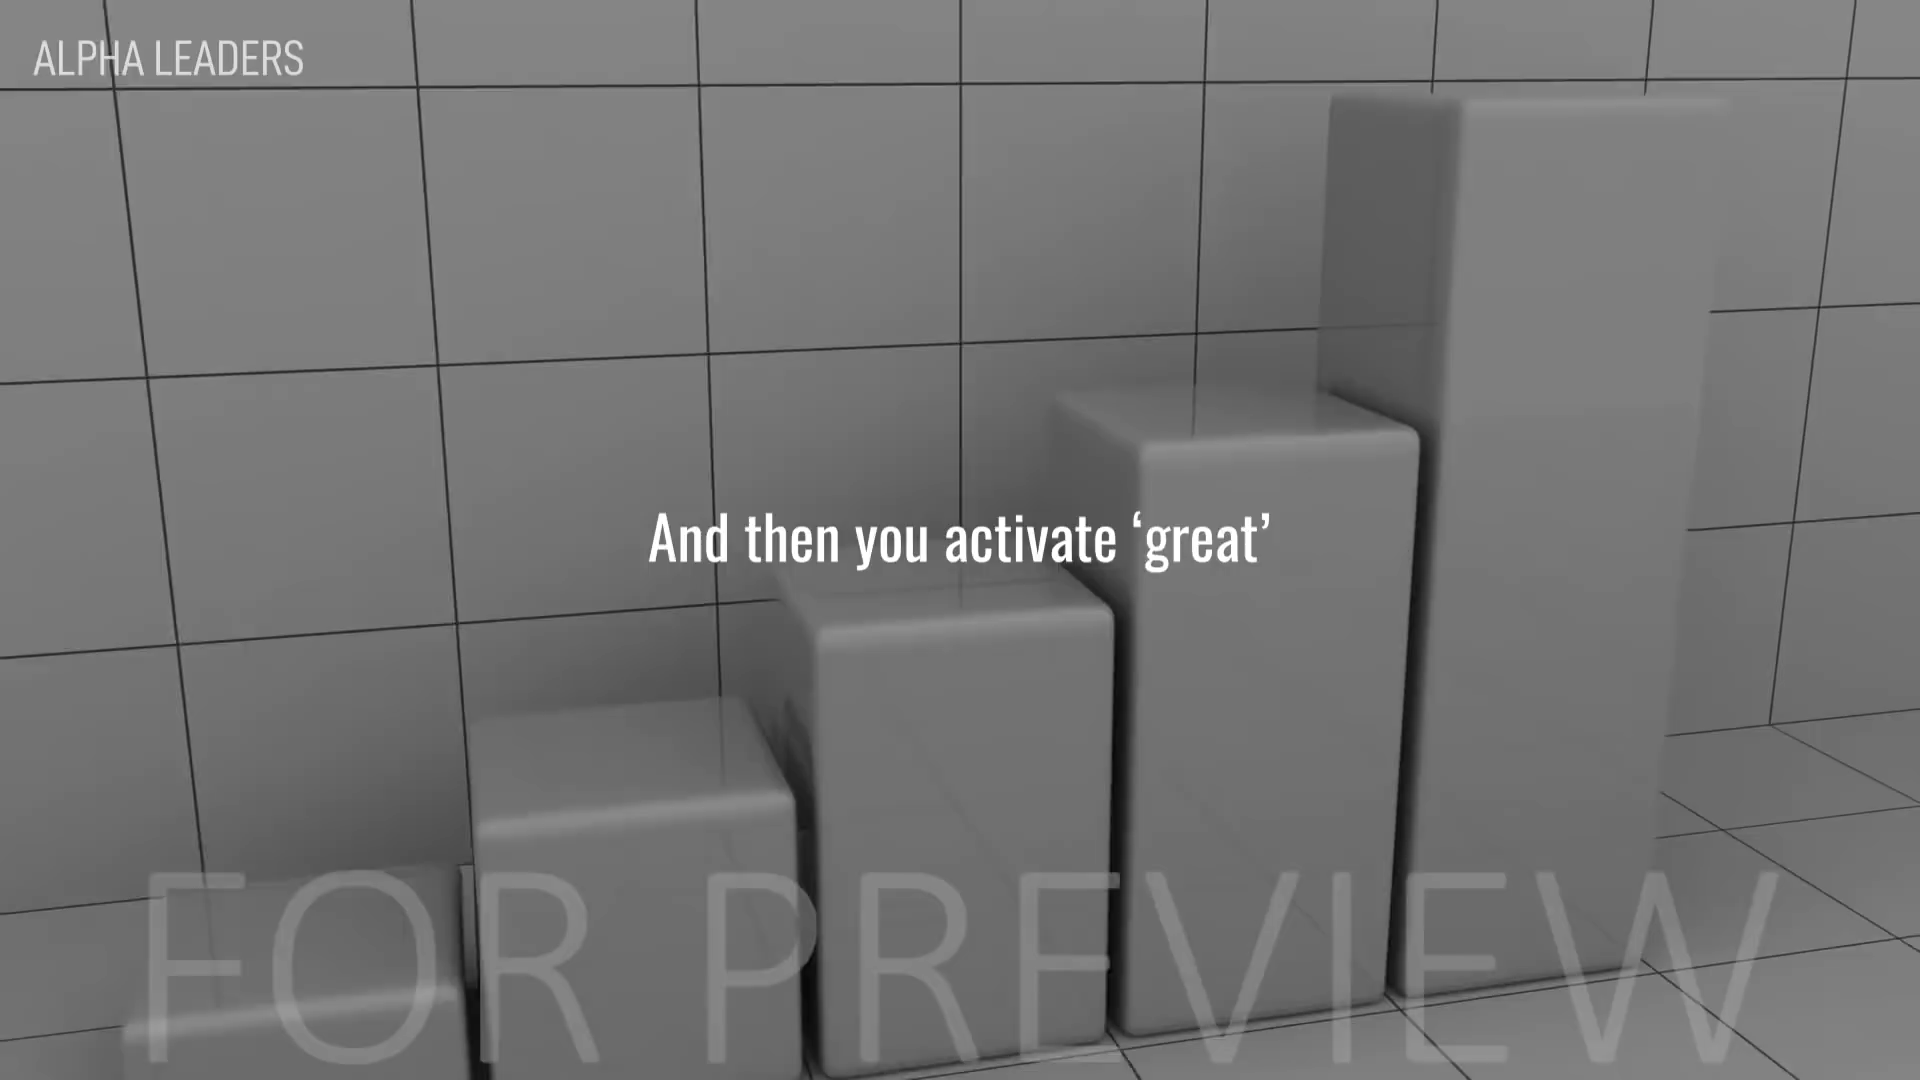 ALPHA LEADERS
And then you activate ‘great’
FOR PREVIEW